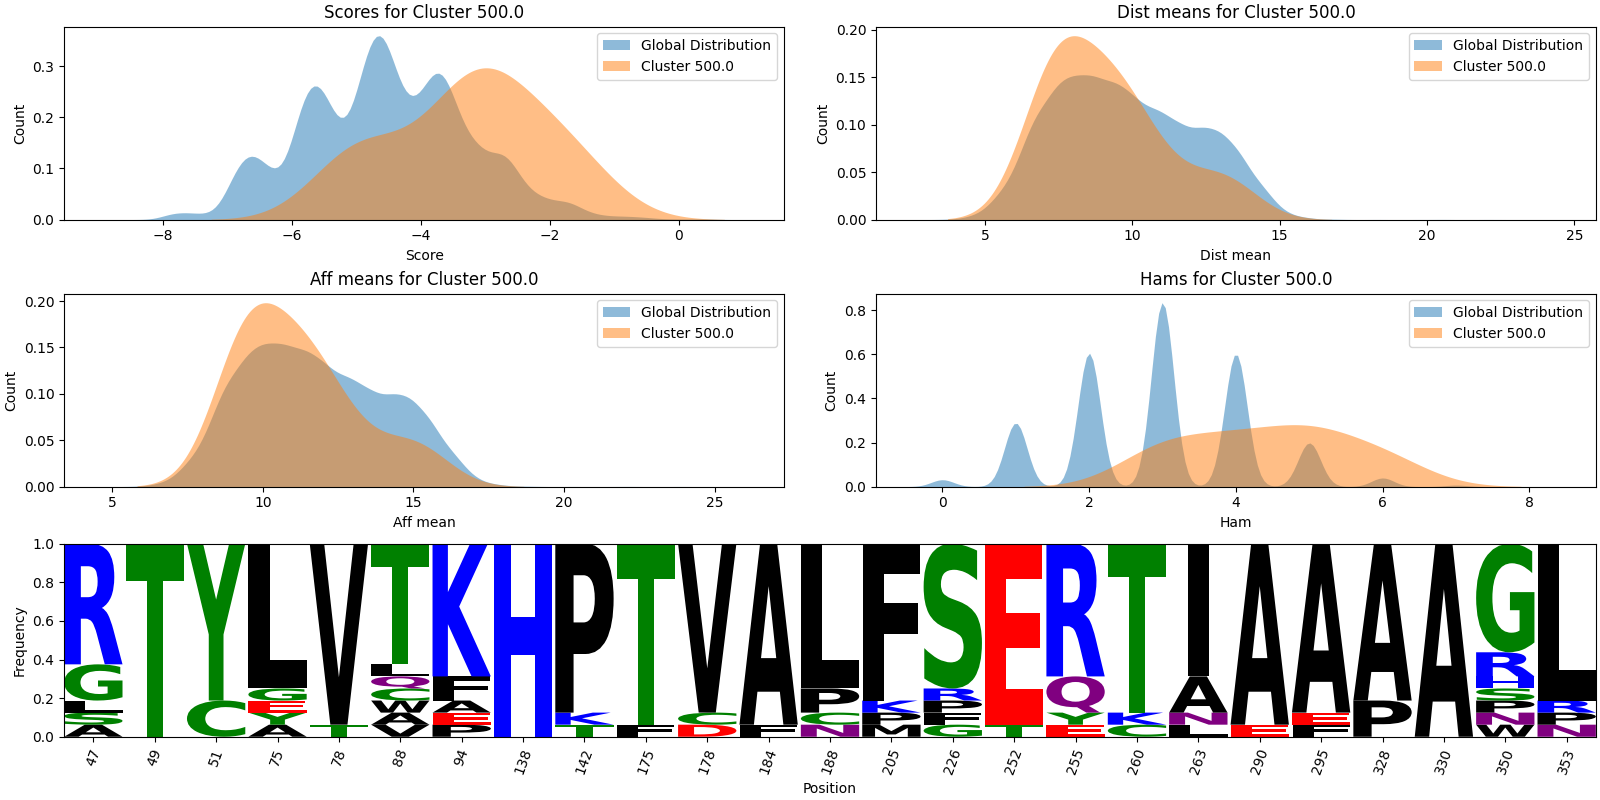 Scores for Cluster 500.0
Dist means for Cluster 500.0
Global Distribution
Cluster 500.0
Global Distribution
Cluster 500.0
Count
0.3
0.2
0.1
0.0
Count
0.20
0.15
0.10
0.05
0.00
−8 −6 −4 −2 0
5 10 15 20 25
Score
Dist mean
Aff means for Cluster 500.0
Hams for Cluster 500.0
Global Distribution
Cluster 500.0
Global Distribution
Cluster 500.0
Count
0.20
0.15
0.10
0.05
0.00
Count
0.8
0.6
0.4
0.2
0.0
5 10 15 20 25
0 2 4 6 8
Aff mean
Ham
Frequency
1.0
0.8
0.6
0.4
0.2
0.0
R T Y L V T K H P T V A L F S E R T I A A A A G L
47 49 51 75 78 88 94 138 142 175 178 184 188 205 226 252 253 260 263 290 295 328 330 350 353
Position